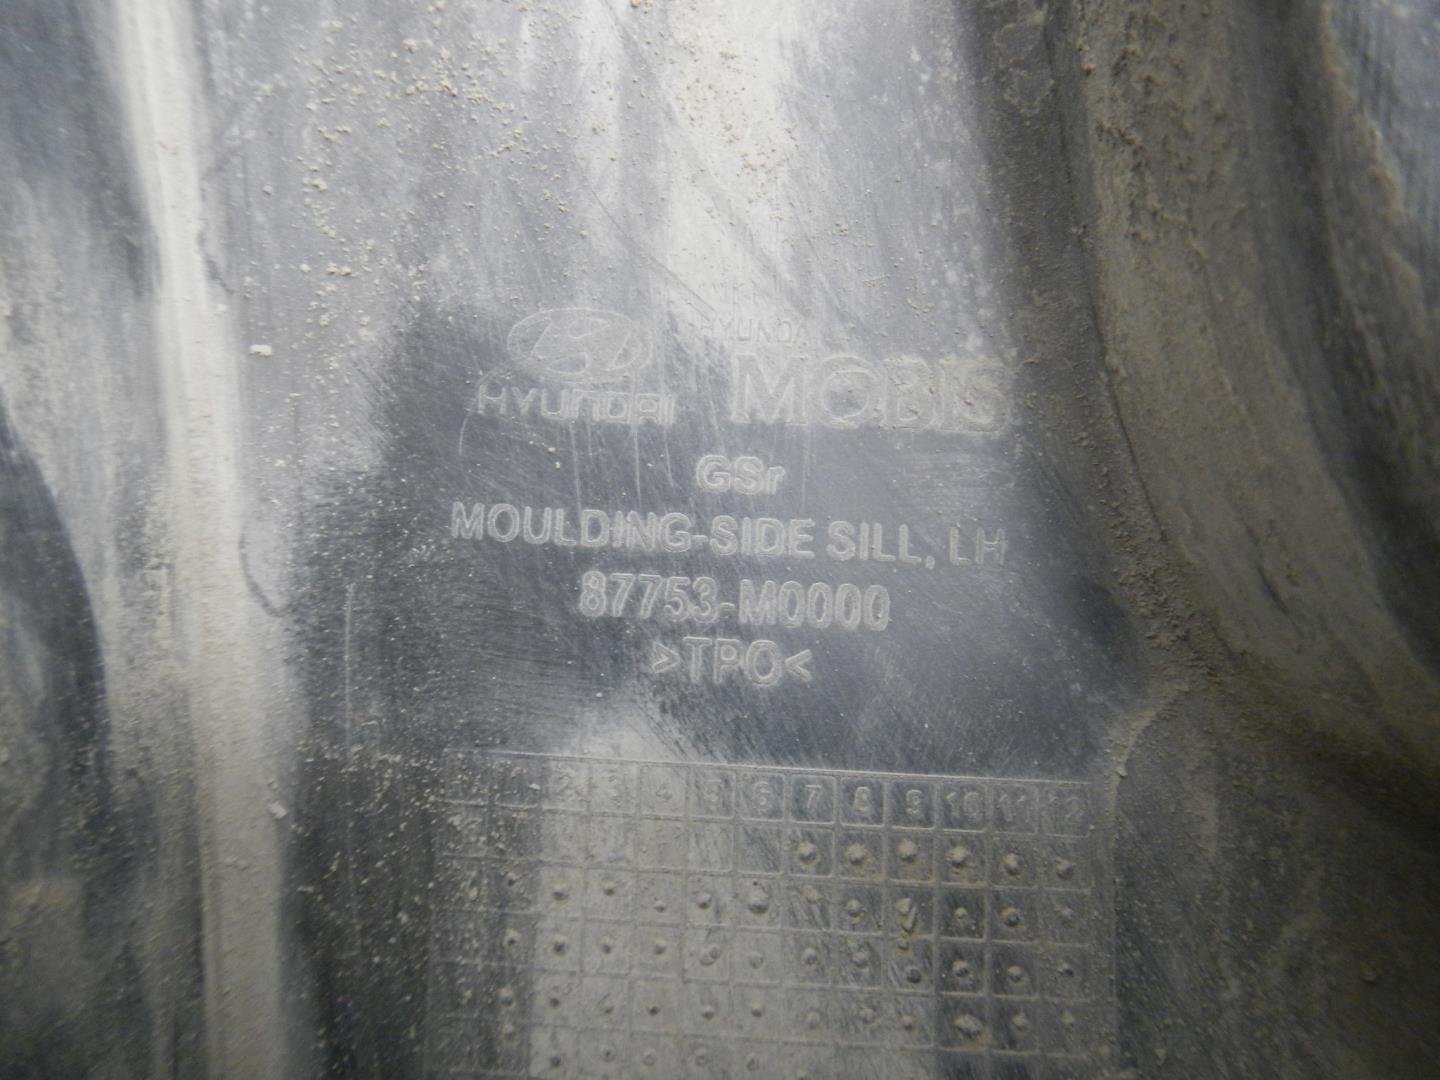 HYUNDAI
HYUNDAI
MOBIS
GSr
MOULDING-SIDE SILL, LH
87753-M0000
>TPO<
1 2 3 4 5 6 7 8 9 10 11 12